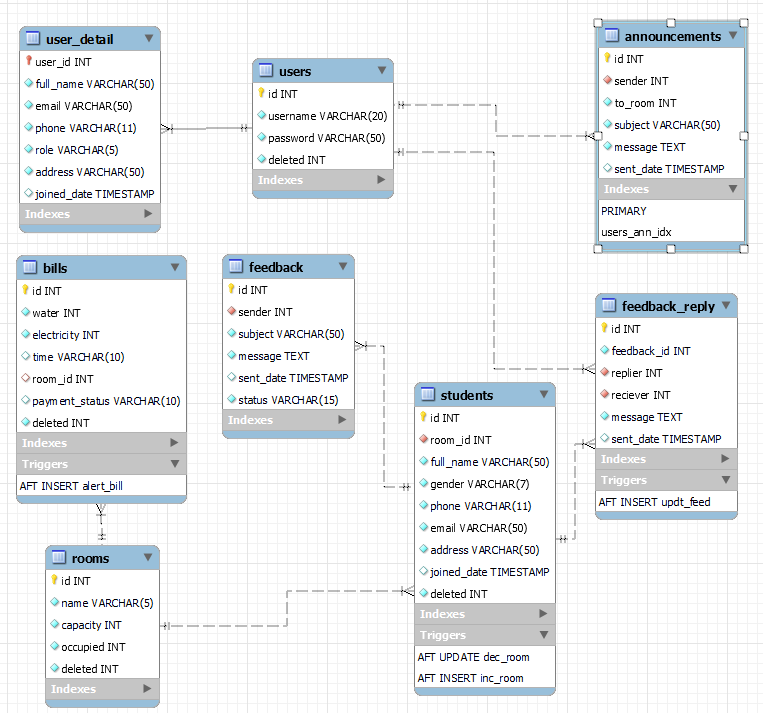 user_detail
user_id INT
full_name VARCHAR(50)
email VARCHAR(50)
phone VARCHAR(11)
role VARCHAR(5)
address VARCHAR(50)
joined_date TIMESTAMP
Indexes
users
id INT
username VARCHAR(20)
password VARCHAR(50)
deleted INT
Indexes
announcements
id INT
sender INT
to_room INT
subject VARCHAR(50)
message TEXT
sent_date TIMESTAMP
Indexes
PRIMARY
users_ann_idx
bills
id INT
water INT
electricity INT
time VARCHAR(10)
room_id INT
payment_status VARCHAR(10)
deleted INT
Indexes
Triggers
AFT INSERT alert_bill
feedback
id INT
sender INT
subject VARCHAR(50)
message TEXT
sent_date TIMESTAMP
status VARCHAR(15)
Indexes
feedback_reply
id INT
feedback_id INT
replier INT
reciever INT
message TEXT
sent_date TIMESTAMP
Indexes
Triggers
AFT INSERT updt_feed
students
id INT
room_id INT
full_name VARCHAR(50)
gender VARCHAR(7)
phone VARCHAR(11)
email VARCHAR(50)
address VARCHAR(50)
joined_date TIMESTAMP
deleted INT
Indexes
Triggers
AFT UPDATE dec_room
AFT INSERT inc_room
rooms
id INT
name VARCHAR(5)
capacity INT
occupied INT
deleted INT
Indexes